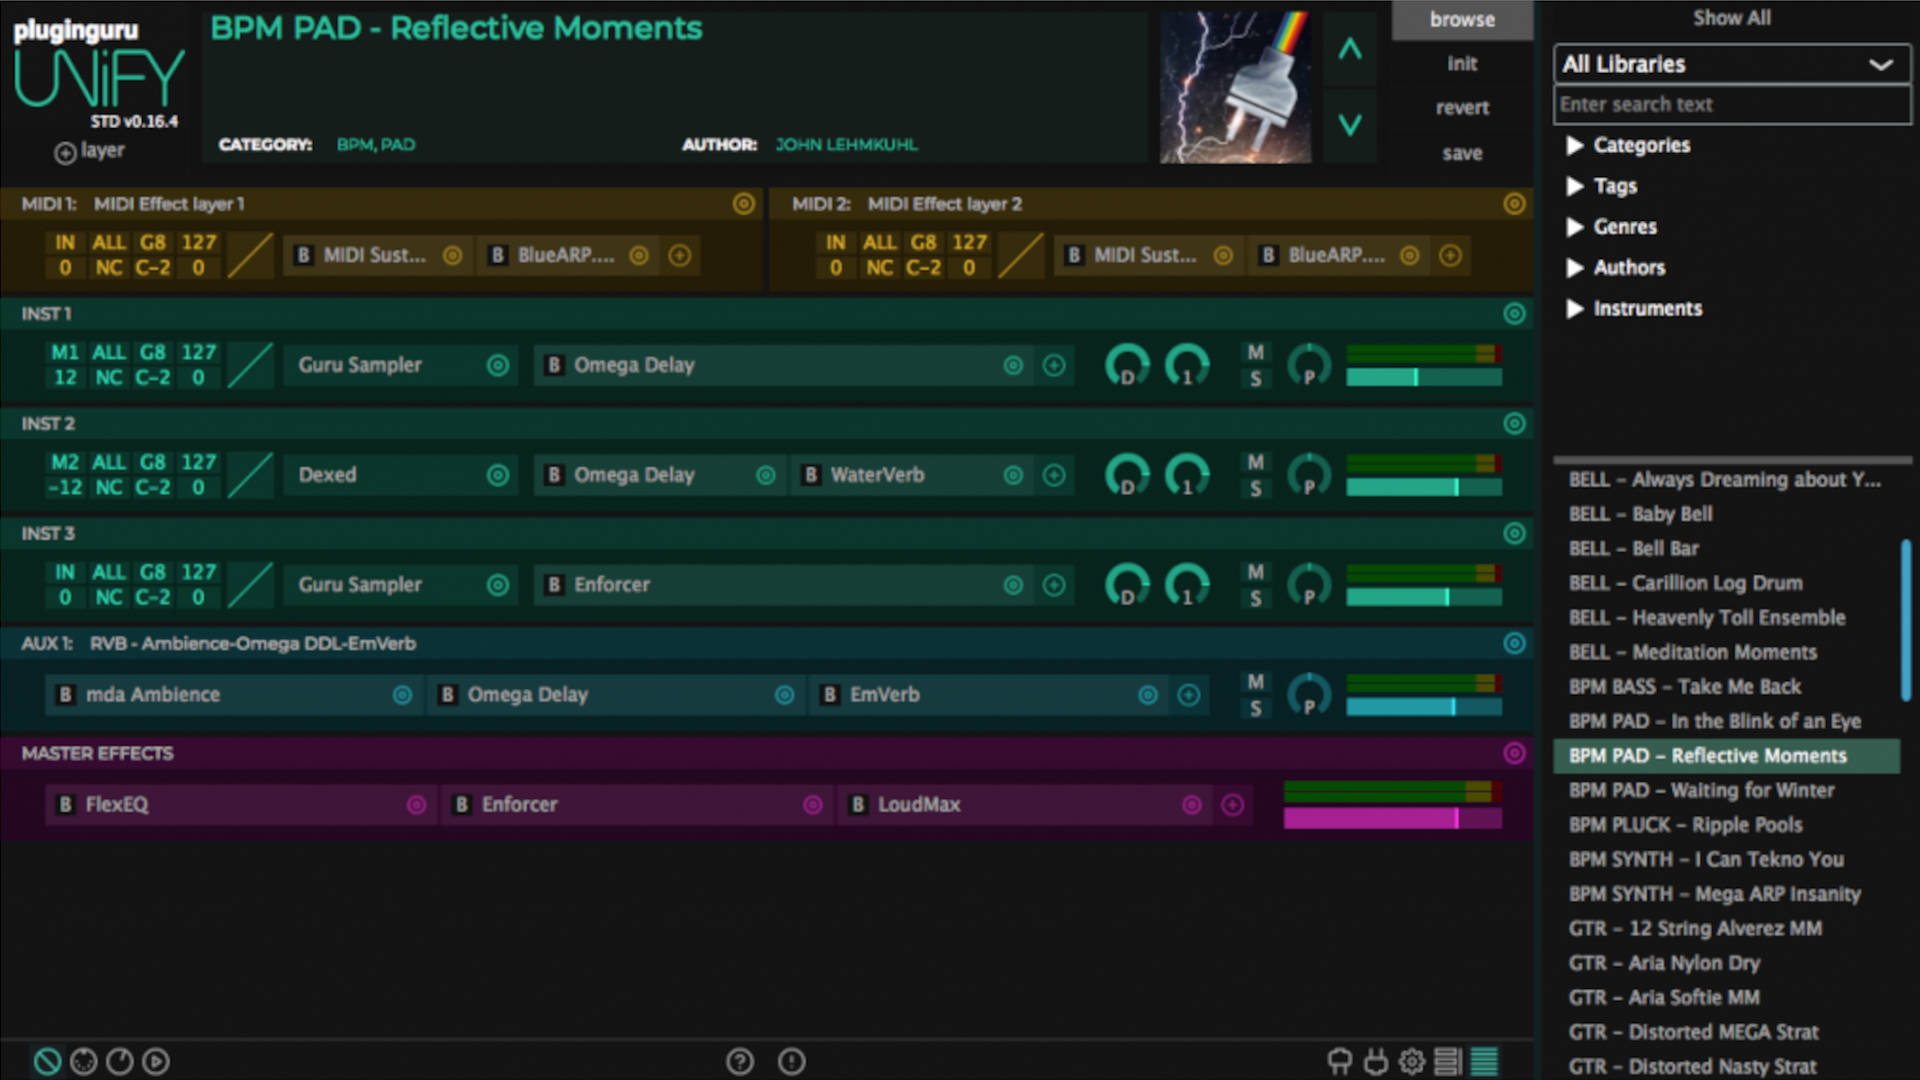 pluginguru
UNiFY
STD v0.16.4
layer
BPM PAD - Reflective Moments
CATEGORY: BPM, PAD
AUTHOR: JOHN LEHMKUHL
browse
init
revert
save
MIDI 1: MIDI Effect layer 1
IN ALL G8 127
0 NC C-2 0
B MIDI Sust...
B BlueARP....
MIDI 2: MIDI Effect layer 2
IN ALL G8 127
0 NC C-2 0
B MIDI Sust...
B BlueARP....
INST 1
M1 ALL G8 127
12 NC C-2 0
Guru Sampler
B Omega Delay
D 1 M S P
INST 2
M2 ALL G8 127
-12 NC C-2 0
Dexed
B Omega Delay
B WaterVerb
D 1 M S P
INST 3
IN ALL G8 127
0 NC C-2 0
Guru Sampler
B Enforcer
D 1 M S P
AUX 1: RVB - Ambience-Omega DDL-EmVerb
B mda Ambience
B Omega Delay
B EmVerb
M S P
MASTER EFFECTS
B FlexEQ
B Enforcer
B LoudMax
Show All
All Libraries
Enter search text
Categories
Tags
Genres
Authors
Instruments
BELL - Always Dreaming about Y...
BELL - Baby Bell
BELL - Bell Bar
BELL - Carillion Log Drum
BELL - Heavenly Toll Ensemble
BELL - Meditation Moments
BPM BASS - Take Me Back
BPM PAD - In the Blink of an Eye
BPM PAD - Reflective Moments
BPM PAD - Waiting for Winter
BPM PLUCK - Ripple Pools
BPM SYNTH - I Can Tekno You
BPM SYNTH - Mega ARP Insanity
GTR - 12 String Alverez MM
GTR - Aria Nylon Dry
GTR - Aria Softie MM
GTR - Distorted MEGA Strat
GTR - Distorted Nasty Strat